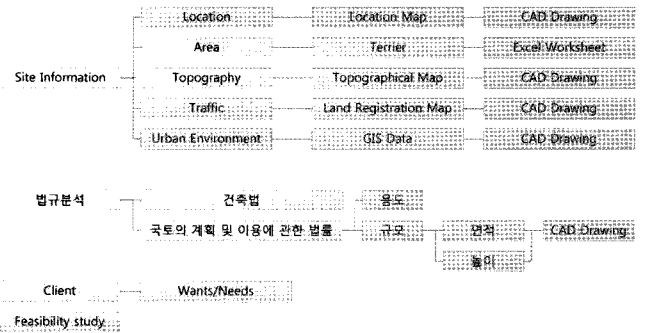 Location Location Map CAD Drawing
Area Terrier Excel Worksheet
Site Information Topography Topographical Map CAD Drawing
Traffic Land Registration Map CAD Drawing
Urban Environment GIS Data CAD Drawing
법규분석 건축법 용도
국토의 계획 및 이용에 관한 법률 규모 면적 CAD Drawing
높이
Client Wants/Needs
Feasibility study